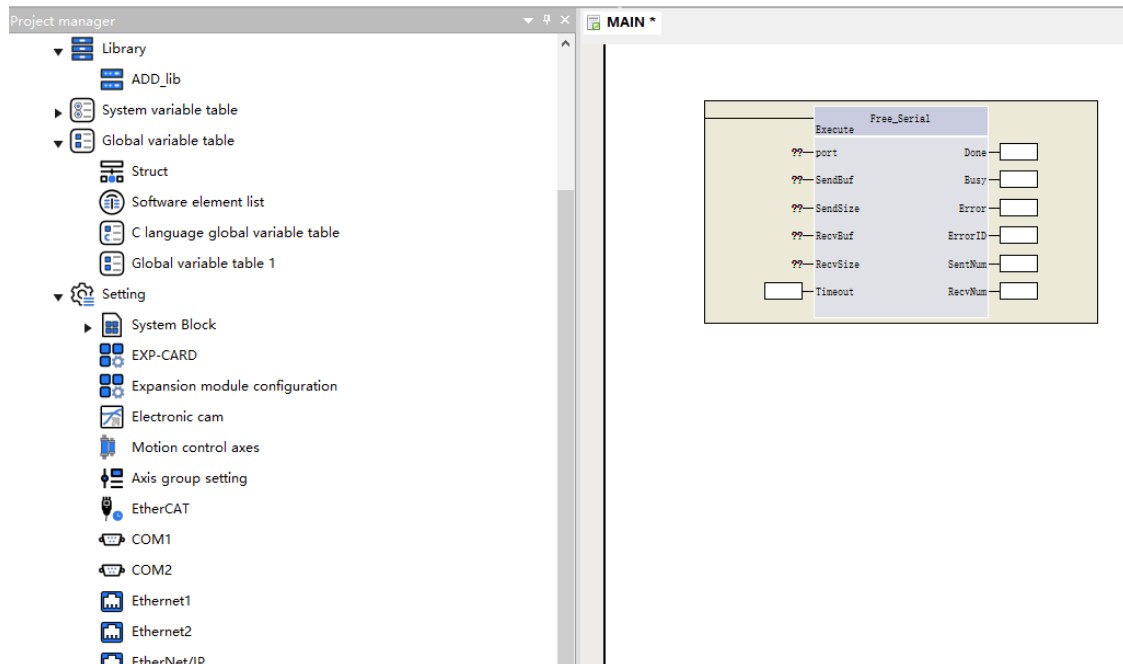 Project manager
Library
ADD_lib
System variable table
Global variable table
Struct
Software element list
C language global variable table
Global variable table 1
Setting
System Block
EXP-CARD
Expansion module configuration
Electronic cam
Motion control axes
Axis group setting
EtherCAT
COM1
COM2
Ethernet1
Ethernet2
EtherNet/IP
MAIN *
Free_Serial
Execute
?? port Done
?? SendBuf Busy
?? SendSize Error
?? RecvBuf ErrorID
?? RecvSize SentNum
Timeout RecvNum